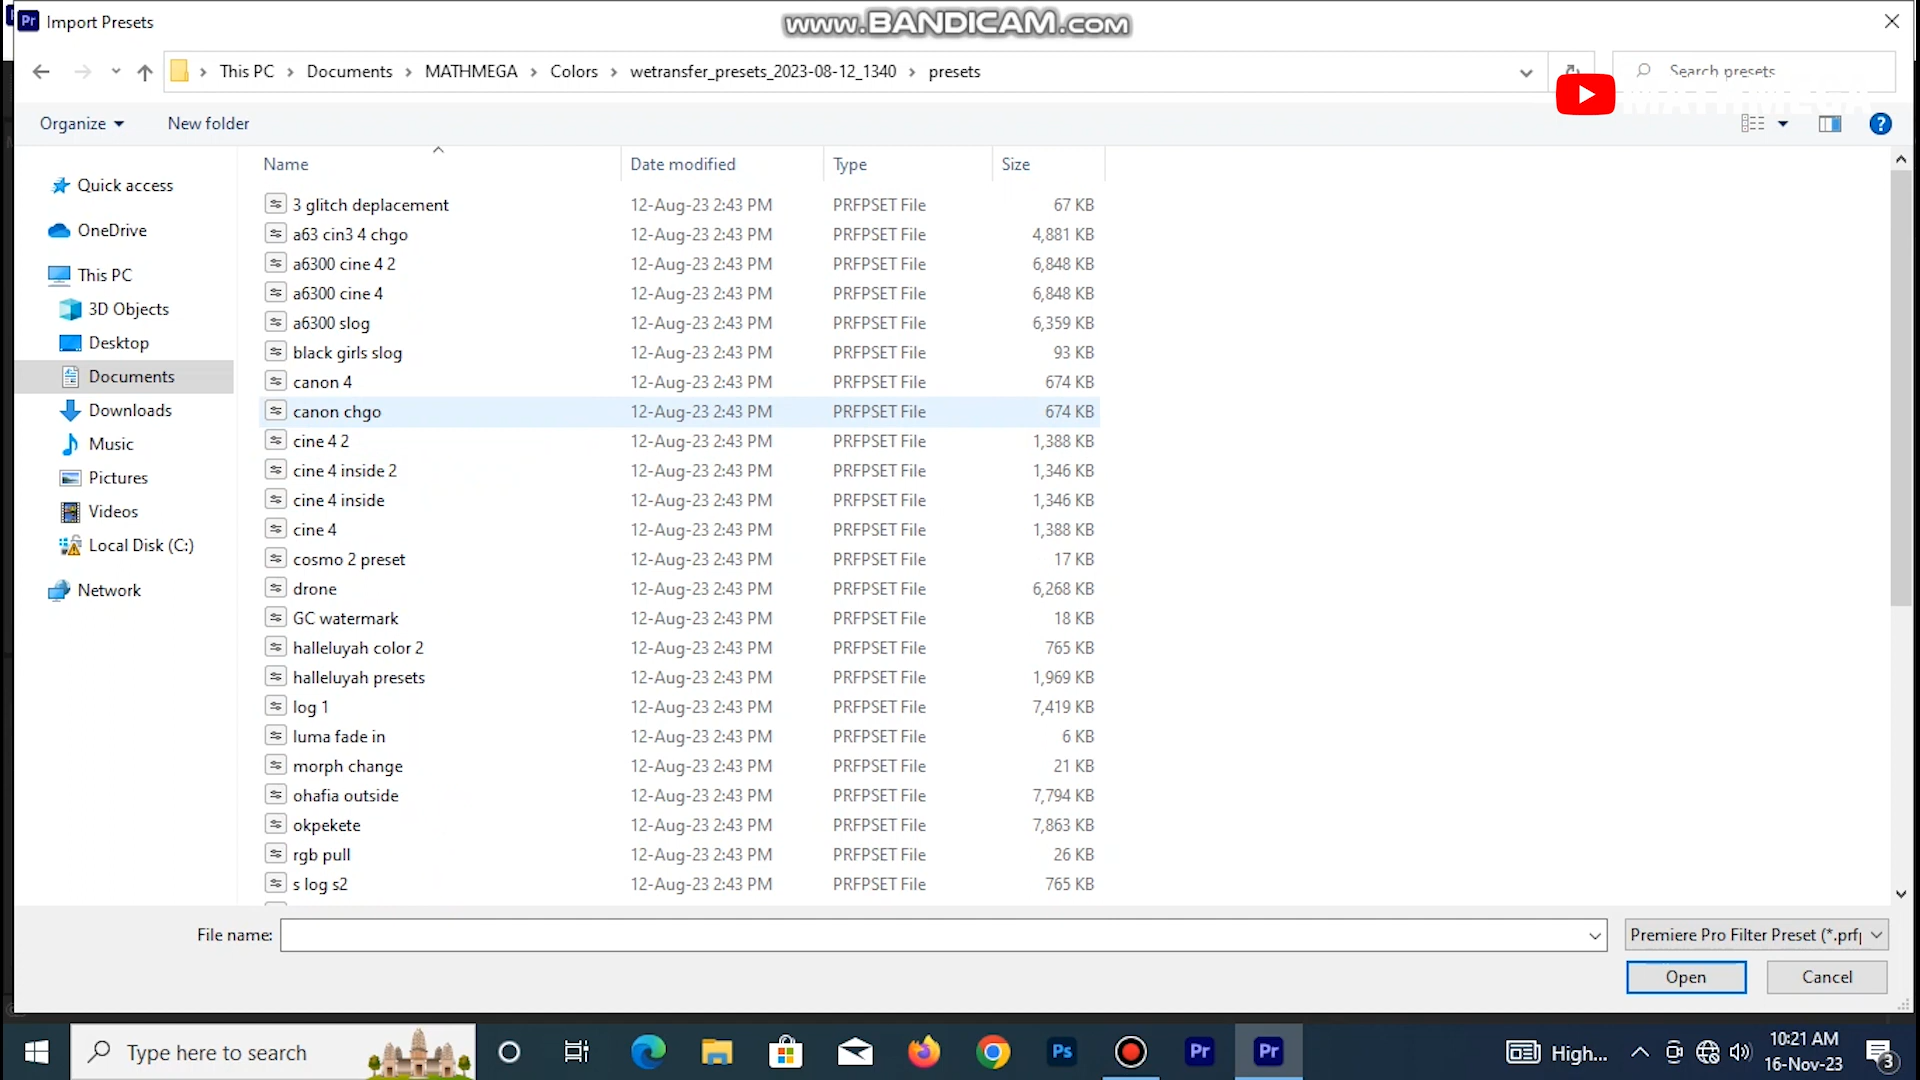 Import Presets
www.BANDICAM.com
This PC > Documents > MATHMEGA > Colors > wetransfer_presets_2023-08-12_1340 > presets
Search presets
Organize
New folder
Name
Date modified
Type
Size
Quick access
OneDrive
This PC
3D Objects
Desktop
Documents
Downloads
Music
Pictures
Videos
Local Disk (C:)
Network
3 glitch deplacement 12-Aug-23 2:43 PM PRFPSET File 67 KB
a63 cin3 4 chgo 12-Aug-23 2:43 PM PRFPSET File 4,881 KB
a6300 cine 4 2 12-Aug-23 2:43 PM PRFPSET File 6,848 KB
a6300 cine 4 12-Aug-23 2:43 PM PRFPSET File 6,848 KB
a6300 slog 12-Aug-23 2:43 PM PRFPSET File 6,359 KB
black girls slog 12-Aug-23 2:43 PM PRFPSET File 93 KB
canon 4 12-Aug-23 2:43 PM PRFPSET File 674 KB
canon chgo 12-Aug-23 2:43 PM PRFPSET File 674 KB
cine 4 2 12-Aug-23 2:43 PM PRFPSET File 1,388 KB
cine 4 inside 2 12-Aug-23 2:43 PM PRFPSET File 1,346 KB
cine 4 inside 12-Aug-23 2:43 PM PRFPSET File 1,346 KB
cine 4 12-Aug-23 2:43 PM PRFPSET File 1,388 KB
cosmo 2 preset 12-Aug-23 2:43 PM PRFPSET File 17 KB
drone 12-Aug-23 2:43 PM PRFPSET File 6,268 KB
GC watermark 12-Aug-23 2:43 PM PRFPSET File 18 KB
halleluyah color 2 12-Aug-23 2:43 PM PRFPSET File 765 KB
halleluyah presets 12-Aug-23 2:43 PM PRFPSET File 1,969 KB
log 1 12-Aug-23 2:43 PM PRFPSET File 7,419 KB
luma fade in 12-Aug-23 2:43 PM PRFPSET File 6 KB
morph change 12-Aug-23 2:43 PM PRFPSET File 21 KB
ohafia outside 12-Aug-23 2:43 PM PRFPSET File 7,794 KB
okpekete 12-Aug-23 2:43 PM PRFPSET File 7,863 KB
rgb pull 12-Aug-23 2:43 PM PRFPSET File 26 KB
s log s2 12-Aug-23 2:43 PM PRFPSET File 765 KB
File name:
Premiere Pro Filter Preset (*.prfp
Open
Cancel
Type here to search
Ps
Pr
Pr
High...
10:21 AM
16-Nov-23
3